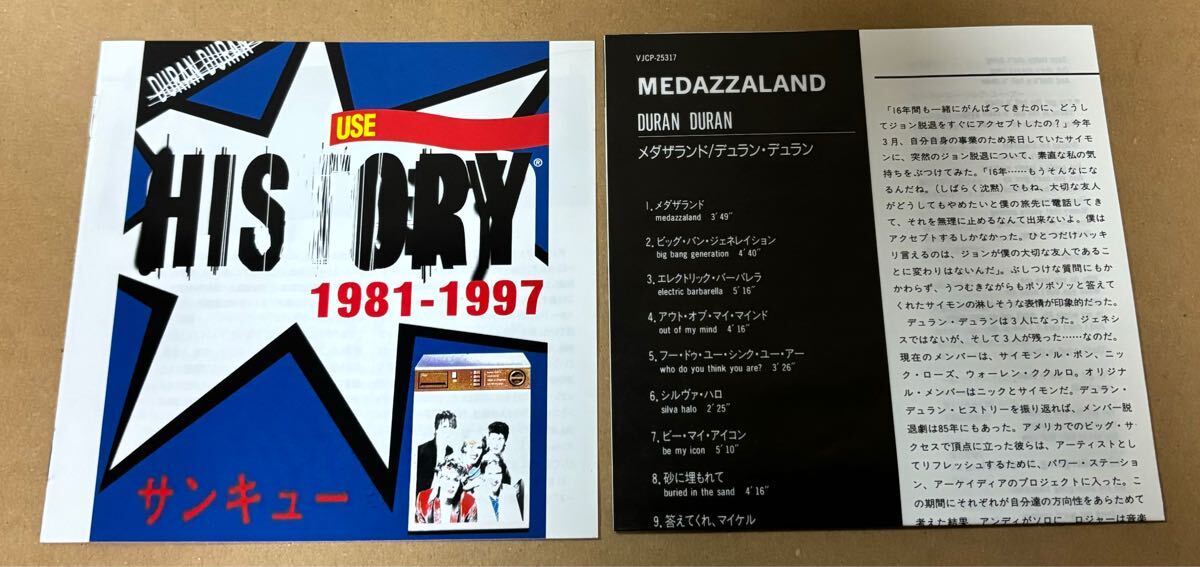 DURAN DURAN
USE
HISTORY®
1981-1997
サンキュー
VJCP-25317
MEDAZZALAND
DURAN DURAN
メダザランド/デュラン・デュラン
1. メダザランド
medazzaland 3'49"
2. ビッグ・バン・ジェネレイション
big bang generation 4'40"
3. エレクトリック・バーバレラ
electric barbarella 5'16"
4. アウト・オブ・マイ・マインド
out of my mind 4'16"
5. フー・ドゥ・ユー・シンク・ユー・アー
who do you think you are? 3'26"
6. シルヴァ・ハロ
silva halo 2'25"
7. ビー・マイ・アイコン
be my icon 5'10"
8. 砂に埋もれて
buried in the sand 4'16"
9. 答えてくれ、マイケル
「16年間も一緒にがんばってきたのに、どうし
てジョン脱退をすぐにアクセプトしたの？」今年
3月、自分自身の事業のため来日していたサイモ
ンに、突然のジョン脱退について、素直な私の気
持ちをぶつけてみた。「16年……もうそんなにな
るんだね。(しばらく沈黙) でもね、大切な友人
がどうしてもやめたいと僕の旅先に電話してき
て、それを無理に止めるなんて出来ないよ。僕は
アクセプトするしかなかった。ひとつだけハッキ
リ言えるのは、ジョンが僕の大切な友人であるこ
とに変わりはないんだ」。ぶしつけな質問にもか
かわらず、うつむきながらもボソボソッと答えて
くれたサイモンの淋しそうな表情が印象的だった。
デュラン・デュランは3人になった。ジェネシ
スではないが、そして3人が残った……なのだ。
現在のメンバーは、サイモン・ル・ボン、ニッ
ク・ローズ、ウォーレン・ククルロ。オリジナ
ル・メンバーはニックとサイモンだ。デュラン・
デュラン・ヒストリーを振り返れば、メンバー脱
退劇は85年にもあった。アメリカでのビッグ・サ
クセスで頂点に立った彼らは、アーティストとし
てリフレッシュするために、パワー・ステーショ
ン、アーケイディアのプロジェクトに入った。こ
の期間にそれぞれが自分達の方向性をあらためて
考えた結果、アンディがソロに、ロジャーは音楽